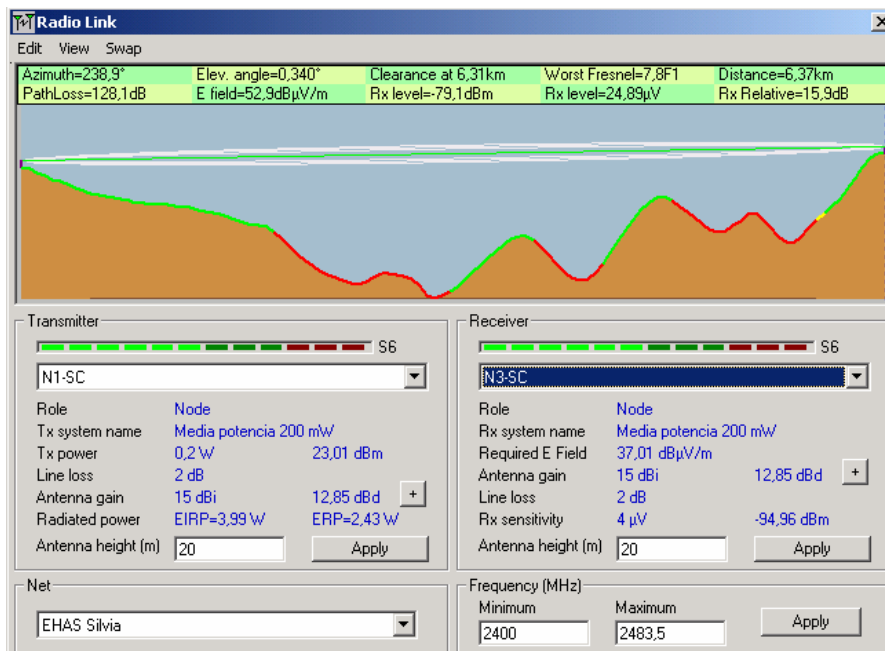 Radio Link
Edit View Swap
Azimuth=238,9° Elev. angle=0,340° Clearance at 6,31km Worst Fresnel=7,8F1 Distance=6,37km
PathLoss=128,1dB E field=52,9dBµV/m Rx level=-79,1dBm Rx level=24,89µV Rx Relative=15,9dB
Transmitter
S6
N1-SC
Role Node
Tx system name Media potencia 200 mW
Tx power 0,2 W 23,01 dBm
Line loss 2 dB
Antenna gain 15 dBi 12,85 dBd +
Radiated power EIRP=3,99 W ERP=2,43 W
Antenna height (m) 20 Apply
Receiver
S6
N3-SC
Role Node
Rx system name Media potencia 200 mW
Required E Field 37,01 dBµV/m
Antenna gain 15 dBi 12,85 dBd +
Line loss 2 dB
Rx sensitivity 4 µV -94,96 dBm
Antenna height (m) 20 Apply
Net
EHAS Silvia
Frequency (MHz)
Minimum Maximum
2400 2483,5 Apply